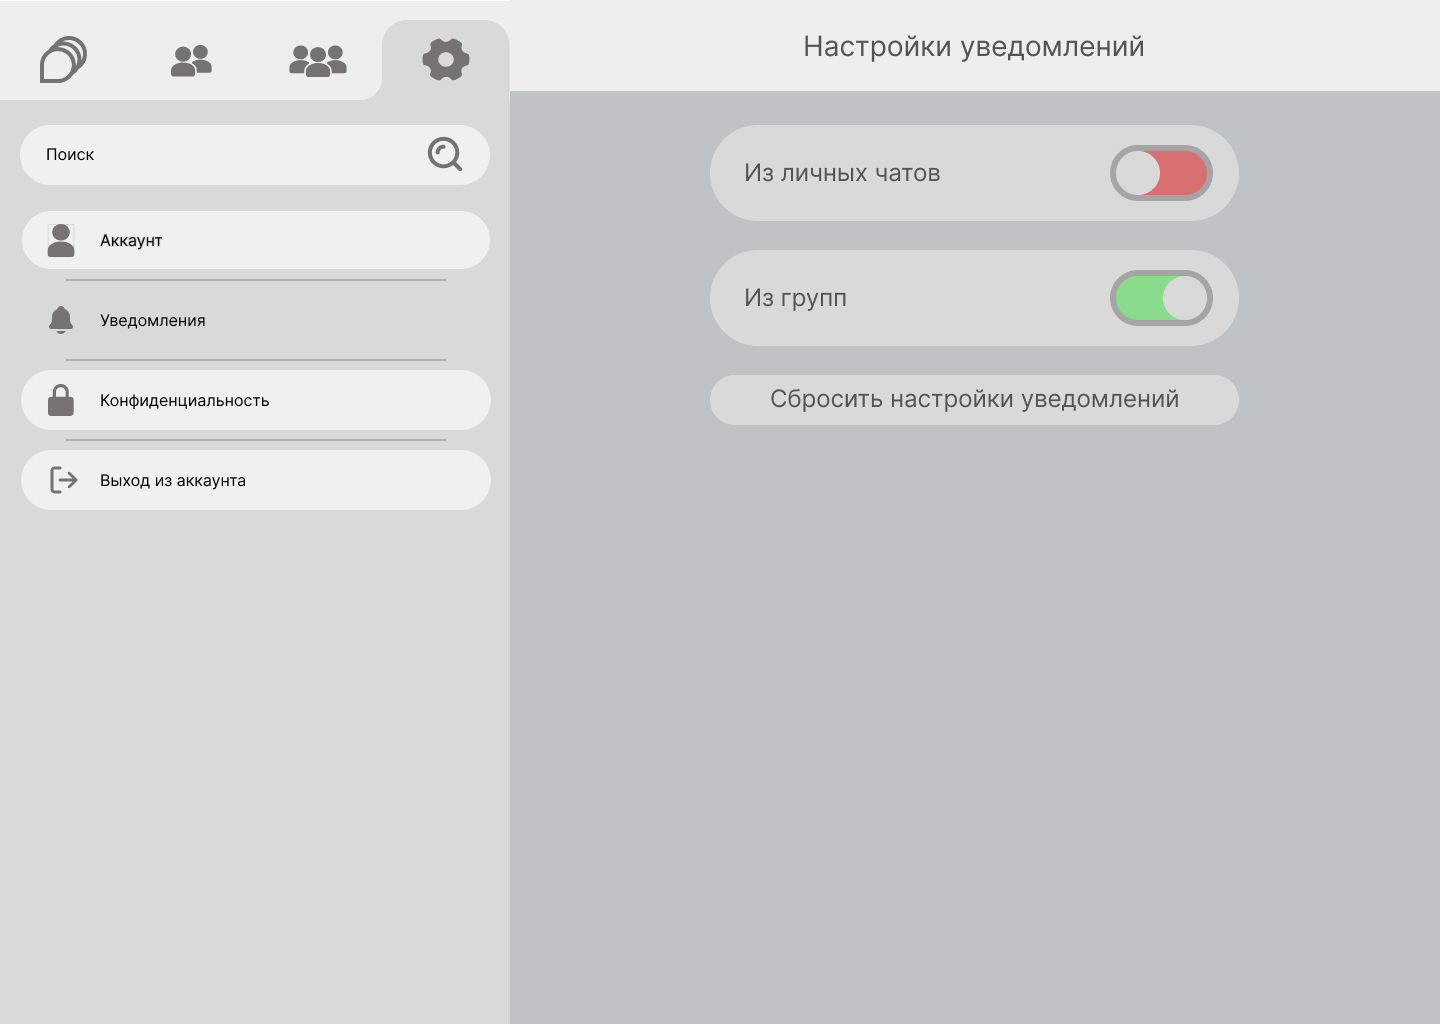 Настройки уведомлений
Поиск
Аккаунт
Уведомления
Конфиденциальность
Выход из аккаунта
Из личных чатов
Из групп
Сбросить настройки уведомлений